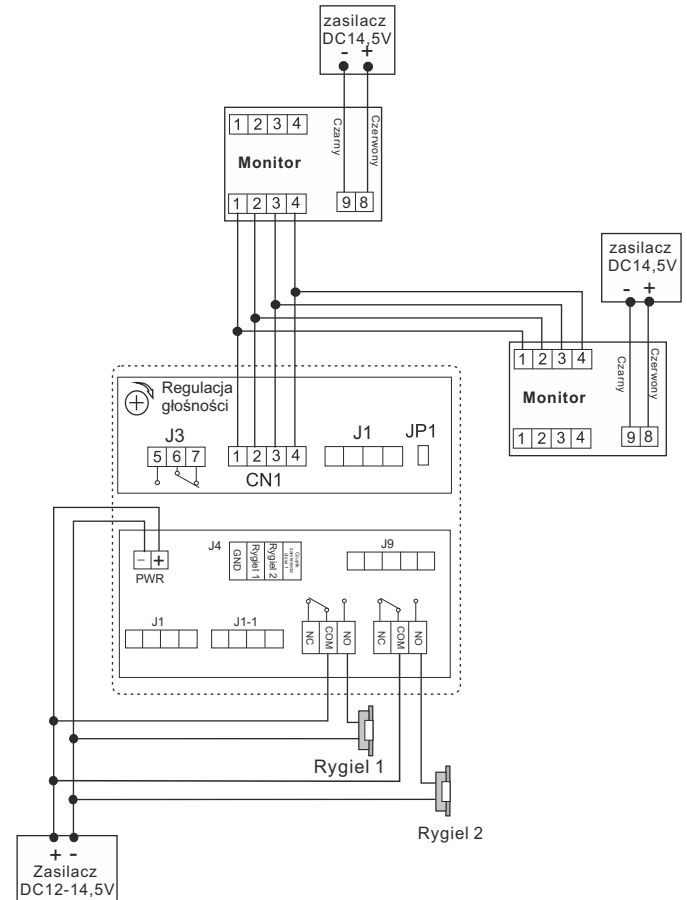 zasilacz
DC14,5V
- +
1 2 3 4
Czarny
Czerwony
Monitor
1 2 3 4
9 8
zasilacz
DC14,5V
- +
1 2 3 4
Czarny
Czerwony
Monitor
1 2 3 4
9 8
Regulacja
głośności
J3
5 6 7
1 2 3 4
CN1
J1
JP1
- +
PWR
J4
GND
Rygiel 1
Rygiel 2
J9
J1
J1-1
NC
COM
NO
NC
COM
NO
Rygiel 1
Rygiel 2
+ -
Zasilacz
DC12-14,5V